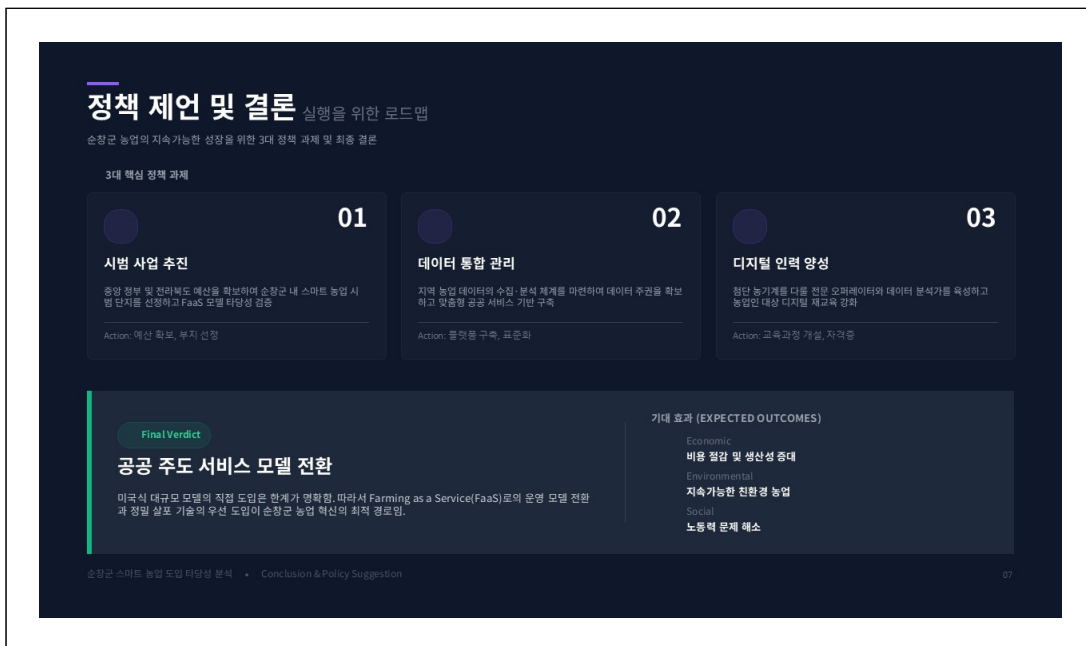 정책 제언 및 결론 실행을 위한 로드맵
순창군 농업의 지속가능한 성장을 위한 3대 정책 과제 및 최종 결론
3대 핵심 정책 과제
01
시범 사업 추진
중앙 정부 및 전라북도 예산을 확보하여 순창군 내 스마트 농업 시
범 단지를 선정하고 FaaS 모델 타당성 검증
Action: 예산 확보, 부지 선정
02
데이터 통합 관리
지역 농업 데이터의 수집·분석 체계를 마련하여 데이터 주권을 확보
하고 맞춤형 공공 서비스 기반 구축
Action: 플랫폼 구축, 표준화
03
디지털 인력 양성
첨단 농기계를 다룰 전문 오퍼레이터와 데이터 분석가를 육성하고
농업인 대상 디지털 재교육 강화
Action: 교육과정 개설, 자격증
Final Verdict
공공 주도 서비스 모델 전환
미국식 대규모 모델의 직접 도입은 한계가 명확함. 따라서 Farming as a Service(FaaS)로의 운영 모델 전환
과 정밀 살포 기술의 우선 도입이 순창군 농업 혁신의 최적 경로임.
기대 효과 (EXPECTED OUTCOMES)
Economic
비용 절감 및 생산성 증대
Environmental
지속가능한 친환경 농업
Social
노동력 문제 해소
순창군 스마트 농업 도입 타당성 분석 • Conclusion & Policy Suggestion
07